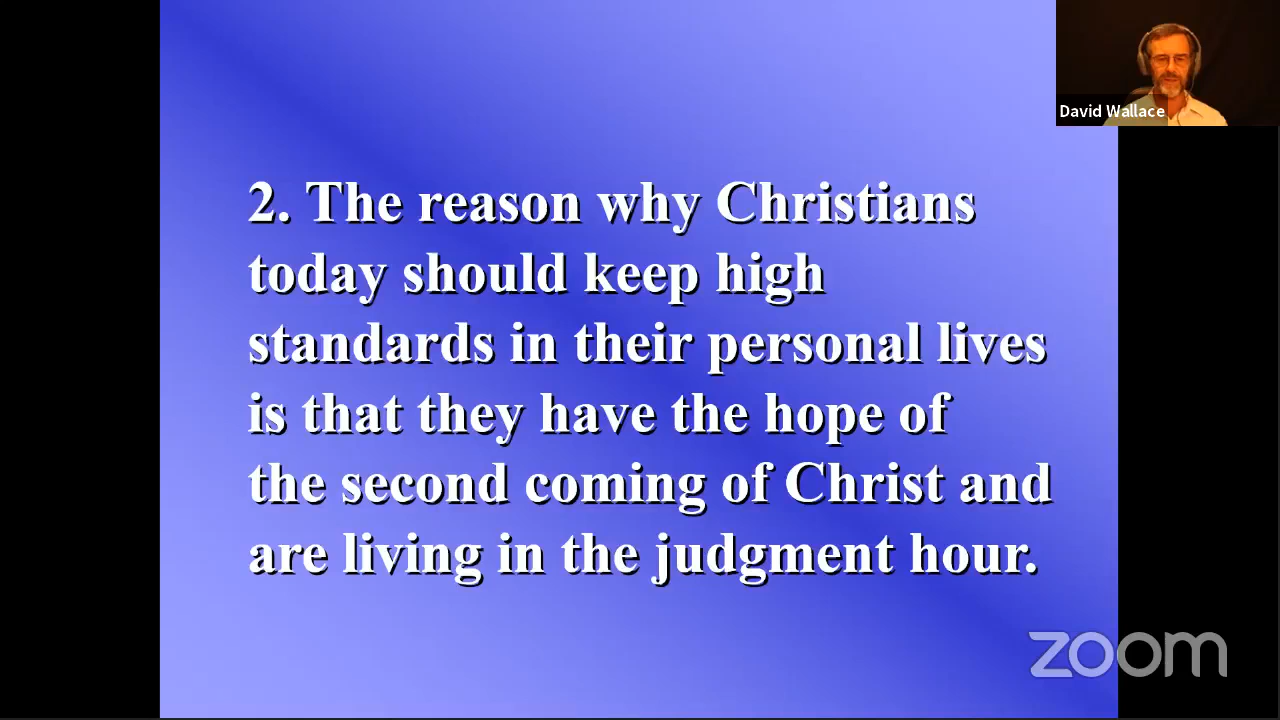 David Wallace
2. The reason why Christians
today should keep high
standards in their personal lives
is that they have the hope of
the second coming of Christ and
are living in the judgment hour.
zoom